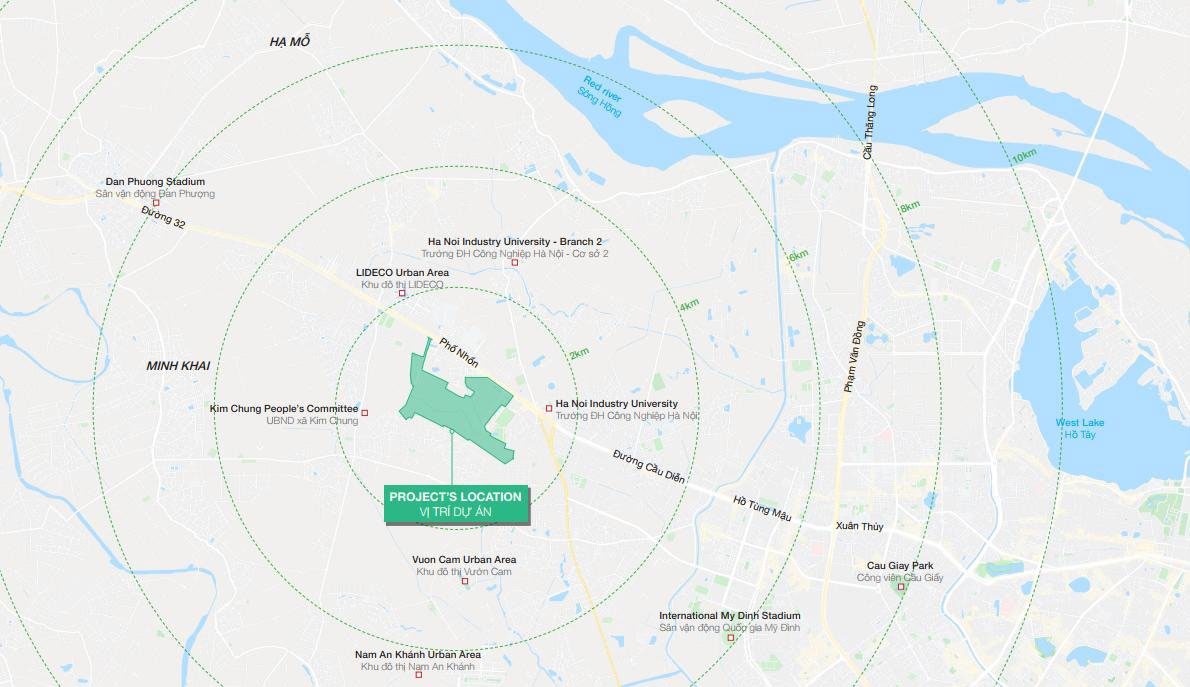 HẠ MỖ
Red river
Sông Hồng
Cầu Thăng Long
10km
Dan Phuong Stadium
Sân vận động Đan Phượng
Đường 32
8km
Ha Noi Industry University - Branch 2
Trường ĐH Công Nghiệp Hà Nội - Cơ sở 2
6km
LIDECO Urban Area
Khu đô thị LIDECO
4km
Phố Nhổn
2km
Phạm Văn Đồng
MINH KHAI
Kim Chung People's Committee
UBND xã Kim Chung
Ha Noi Industry University
Trường ĐH Công Nghiệp Hà Nội
West Lake
Hồ Tây
Đường Cầu Diễn
PROJECT'S LOCATION
VỊ TRÍ DỰ ÁN
Hồ Tùng Mậu
Xuân Thủy
Vuon Cam Urban Area
Khu đô thị Vườn Cam
Cau Giay Park
Công viên Cầu Giấy
International My Dinh Stadium
Sân vận động Quốc gia Mỹ Đình
Nam An Khánh Urban Area
Khu đô thị Nam An Khánh